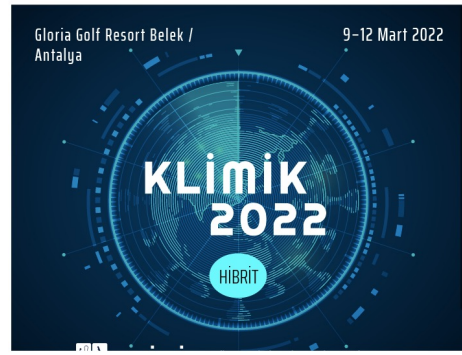 Gloria Golf Resort Belek /
Antalya
9–12 Mart 2022
KLİMİK
2022
HİBRİT